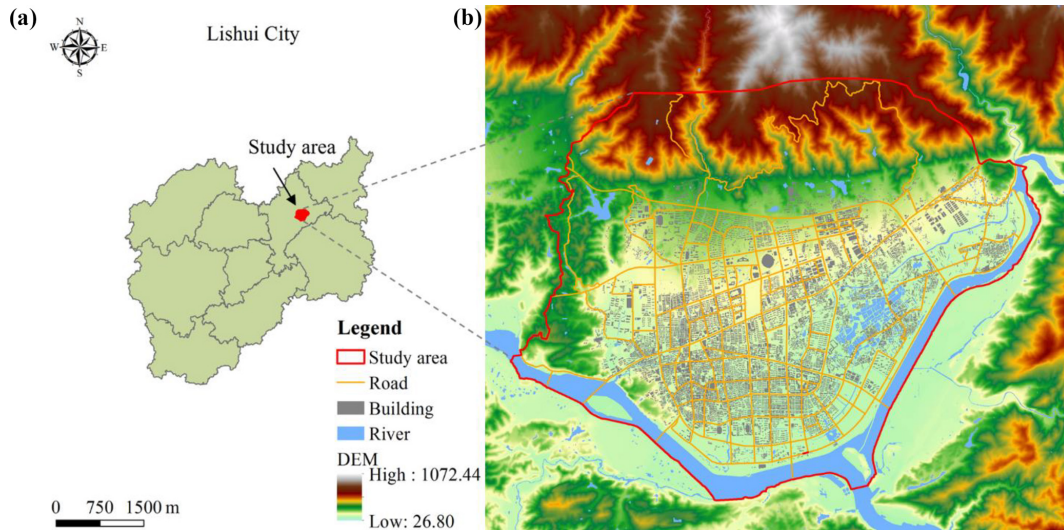 (a)
Lishui City
N
W
E
S
Study area
Legend
Study area
Road
Building
River
DEM
High : 1072.44
Low: 26.80
0 750 1500 m
(b)